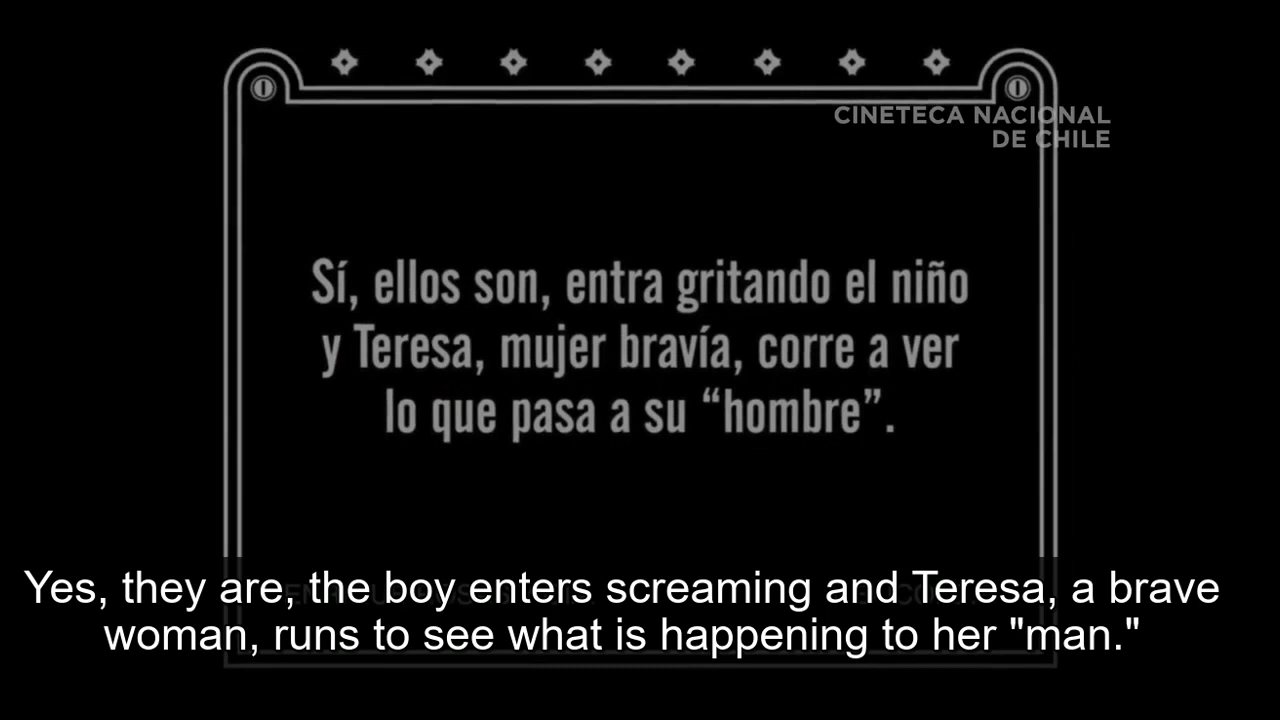 CINETECA NACIONAL
DE CHILE
Sí, ellos son, entra gritando el niño
y Teresa, mujer bravía, corre a ver
lo que pasa a su “hombre”.
Yes, they are, the boy enters screaming and Teresa, a brave
woman, runs to see what is happening to her "man."